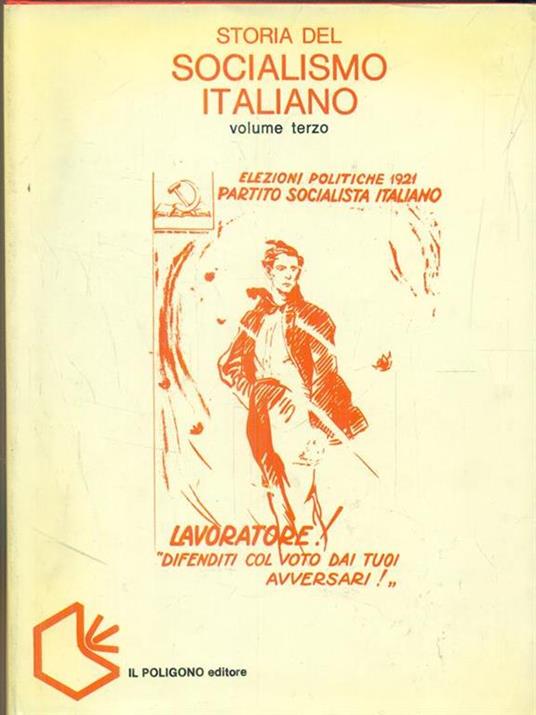 STORIA DEL
SOCIALISMO
ITALIANO
volume terzo
ELEZIONI POLITICHE 1921
PARTITO SOCIALISTA ITALIANO
LAVORATORE!
"DIFENDITI COL VOTO DAI TUOI
AVVERSARI!„
IL POLIGONO editore